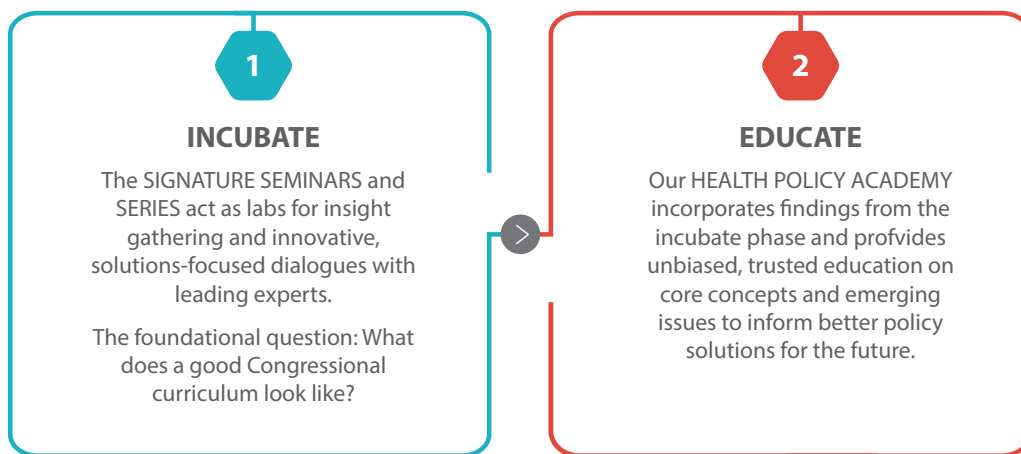 1
INCUBATE
The SIGNATURE SEMINARS and
SERIES act as labs for insight
gathering and innovative,
solutions-focused dialogues with
leading experts.
The foundational question: What
does a good Congressional
curriculum look like?
2
EDUCATE
Our HEALTH POLICY ACADEMY
incorporates findings from the
incubate phase and profvides
unbiased, trusted education on
core concepts and emerging
issues to inform better policy
solutions for the future.